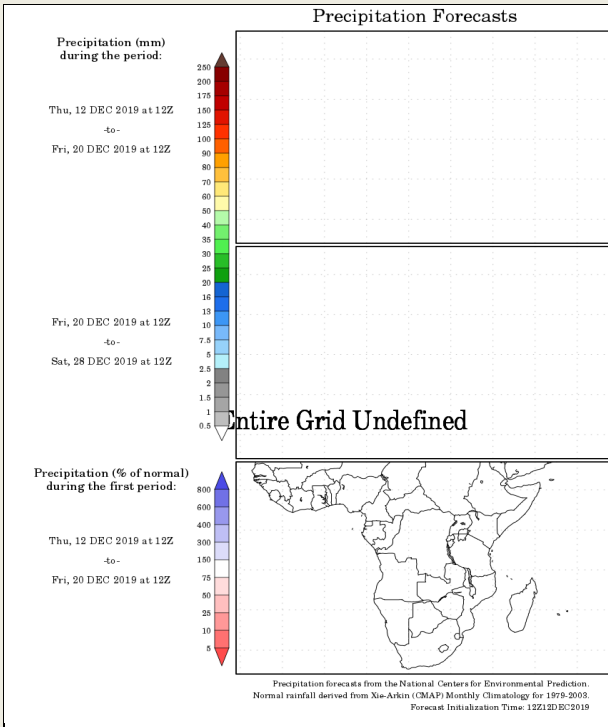 Precipitation Forecasts
Precipitation (mm)
during the period:
Thu, 12 DEC 2019 at 12Z
-to-
Fri, 20 DEC 2019 at 12Z
250
200
175
150
125
100
90
80
70
60
50
40
35
30
25
20
16
13
10
7.5
5
2.5
2
1.5
1
0.5
Fri, 20 DEC 2019 at 12Z
-to-
Sat, 28 DEC 2019 at 12Z
Entire Grid Undefined
Precipitation (% of normal)
during the first period:
Thu, 12 DEC 2019 at 12Z
-to-
Fri, 20 DEC 2019 at 12Z
800
600
400
300
150
75
50
25
10
5
Precipitation forecasts from the National Centers for Environmental Prediction.
Normal rainfall derived from Xie-Arkin (CMAP) Monthly Climatology for 1979-2003.
Forecast Initialization Time: 12Z12DEC2019